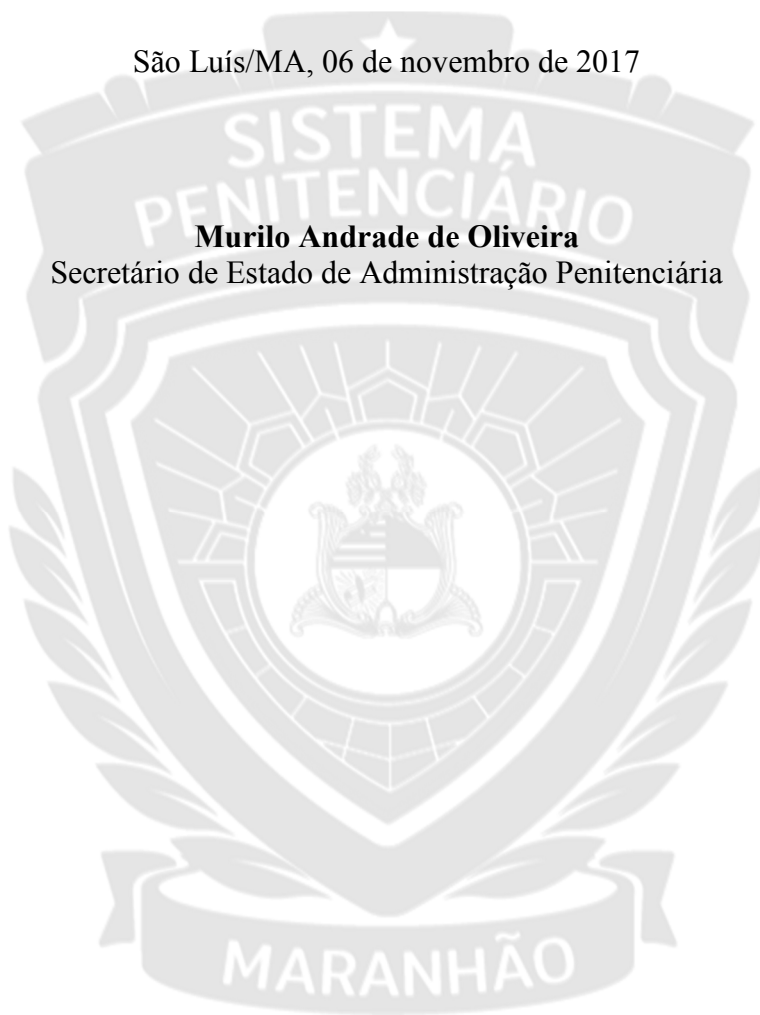 São Luís/MA, 06 de novembro de 2017
SISTEMA
PENITENCIÁRIO
Murilo Andrade de Oliveira
Secretário de Estado de Administração Penitenciária
MARANHÃO